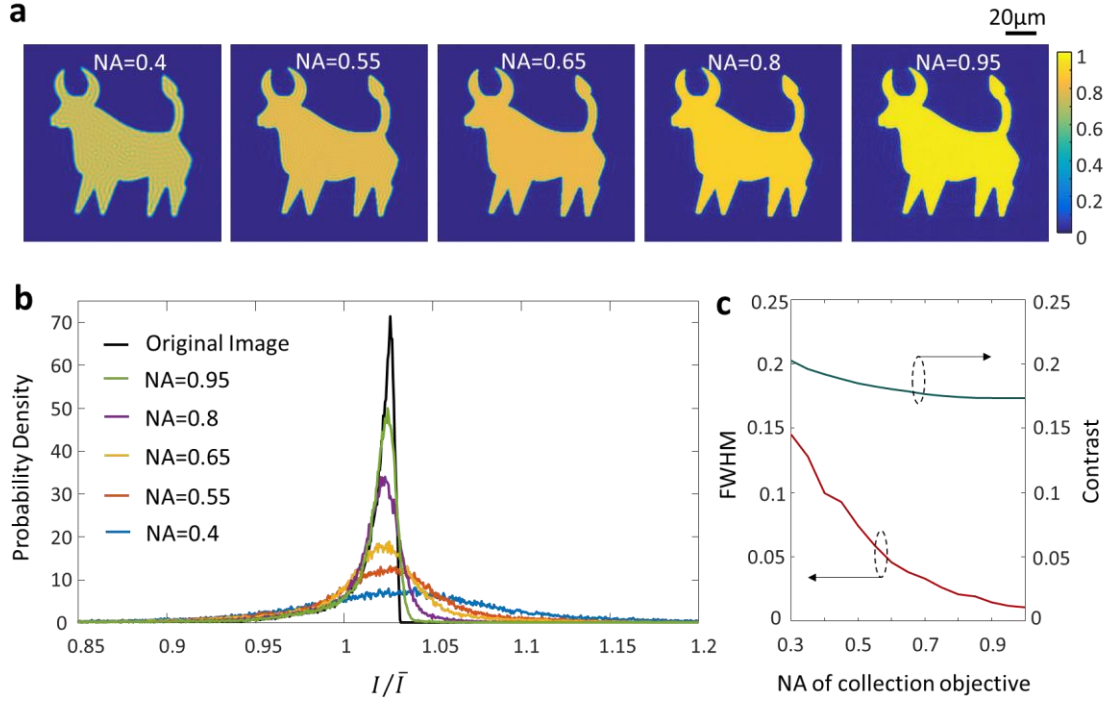 a
20μm
NA=0.4
NA=0.55
NA=0.65
NA=0.8
NA=0.95
1
0.8
0.6
0.4
0.2
0
b
Probability Density
70
60
50
40
30
20
10
0
Original Image
NA=0.95
NA=0.8
NA=0.65
NA=0.55
NA=0.4
0.85 0.9 0.95 1 1.05 1.1 1.15 1.2
I/Ī
c
FWHM
0.25
0.2
0.15
0.1
0.05
0
0.25
0.2
0.15
0.1
0.05
0
Contrast
0.3 0.5 0.7 0.9
NA of collection objective